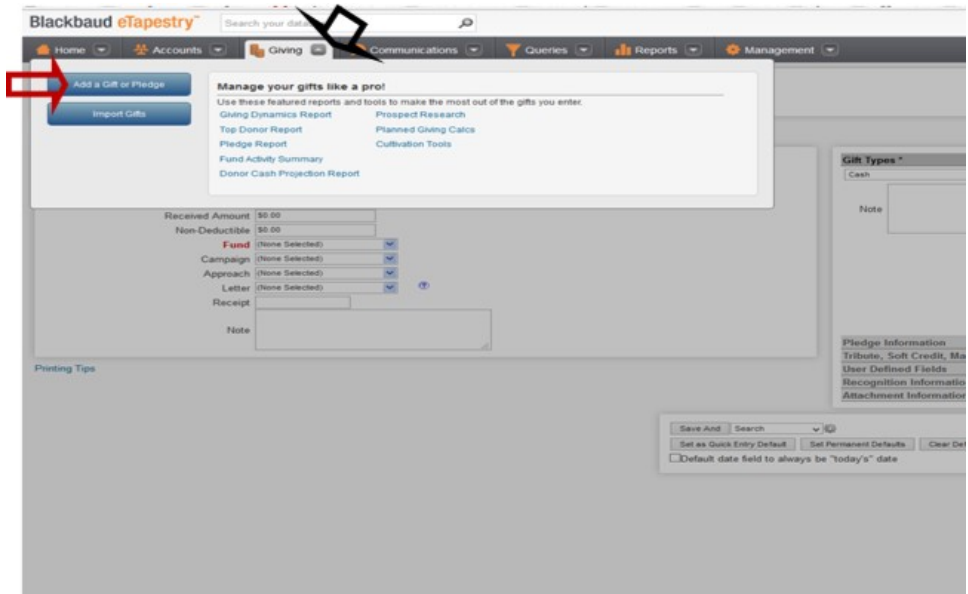 Blackbaud eTapestry™
Search your data
Home Accounts Giving Communications Queries Reports Management
Add a Gift or Pledge
Import Gifts
Manage your gifts like a pro!
Use these featured reports and tools to make the most out of the gifts you enter.
Giving Dynamics Report Prospect Research
Top Donor Report Planned Giving Calcs
Pledge Report Cultivation Tools
Fund Activity Summary
Donor Cash Projection Report
Received Amount $0.00
Non-Deductible $0.00
Fund (None Selected)
Campaign (None Selected)
Approach (None Selected)
Letter (None Selected)
Receipt
Note
Printing Tips
Gift Types *
Cash
Note
Pledge Information
Tribute, Soft Credit, Ma
User Defined Fields
Recognition Informatio
Attachment Information
Save And Search
Set as Quick Entry Default Set Permanent Defaults Clear Def
Default date field to always be "today's" date